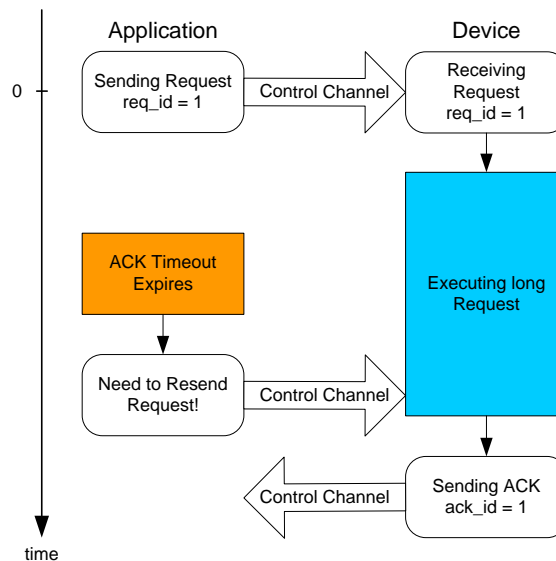 Application
Device
0
Sending Request
req_id = 1
Control Channel
Receiving
Request
req_id = 1
ACK Timeout
Expires
Executing long
Request
Need to Resend
Request!
Control Channel
Control Channel
Sending ACK
ack_id = 1
time